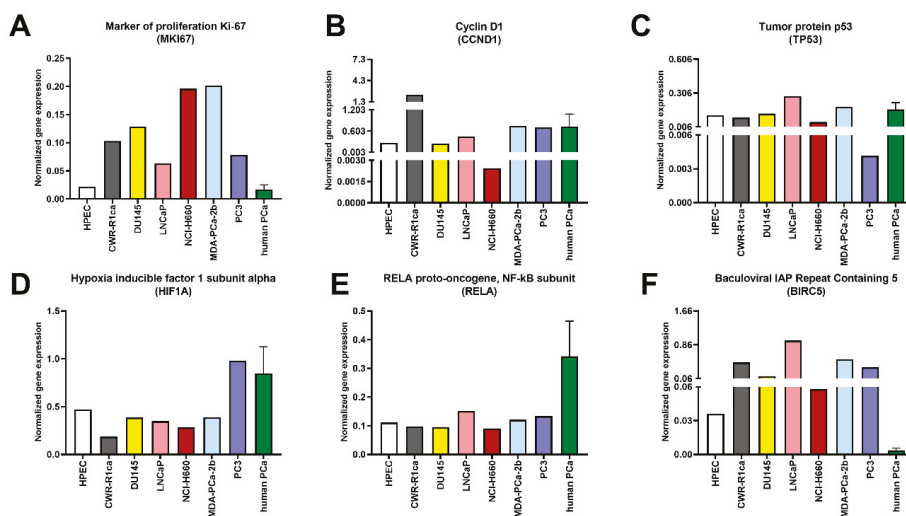 A
Marker of proliferation Ki-67
(MKI67)
Normalized gene expression
0.25
0.20
0.15
0.10
0.05
0.00
HPEC
CWR-R1ca
DU145
LNCaP
NCI-H660
MDA-PCa-2b
PC3
human PCa
B
Cyclin D1
(CCND1)
Normalized gene expression
7.3
4.3
1.3
1.203
0.603
0.003
0.0030
0.0015
0.0000
HPEC
CWR-R1ca
DU145
LNCaP
NCI-H660
MDA-PCa-2b
PC3
human PCa
C
Tumor protein p53
(TP53)
Normalized gene expression
0.606
0.306
0.006
0.006
0.003
0.000
HPEC
CWR-R1ca
DU145
LNCaP
NCI-H660
MDA-PCa-2b
PC3
human PCa
D
Hypoxia inducible factor 1 subunit alpha
(HIF1A)
Normalized gene expression
1.5
1.0
0.5
0.0
HPEC
CWR-R1ca
DU145
LNCaP
NCI-H660
MDA-PCa-2b
PC3
human PCa
E
RELA proto-oncogene, NF-kB subunit
(RELA)
Normalized gene expression
0.5
0.4
0.3
0.2
0.1
0.0
HPEC
CWR-R1ca
DU145
LNCaP
NCI-H660
MDA-PCa-2b
PC3
human PCa
F
Baculoviral IAP Repeat Containing 5
(BIRC5)
Normalized gene expression
1.66
0.86
0.06
0.06
0.03
0.00
HPEC
CWR-R1ca
DU145
LNCaP
NCI-H660
MDA-PCa-2b
PC3
human PCa